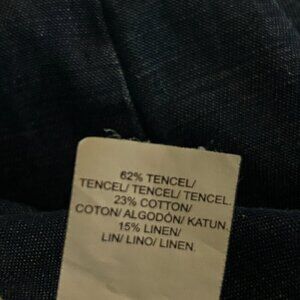 62% TENCEL/
TENCEL/ TENCEL/ TENCEL.
23% COTTON/
COTON/ ALGODÓN/ KATUN.
15% LINEN/
LIN/ LINO/ LINEN.